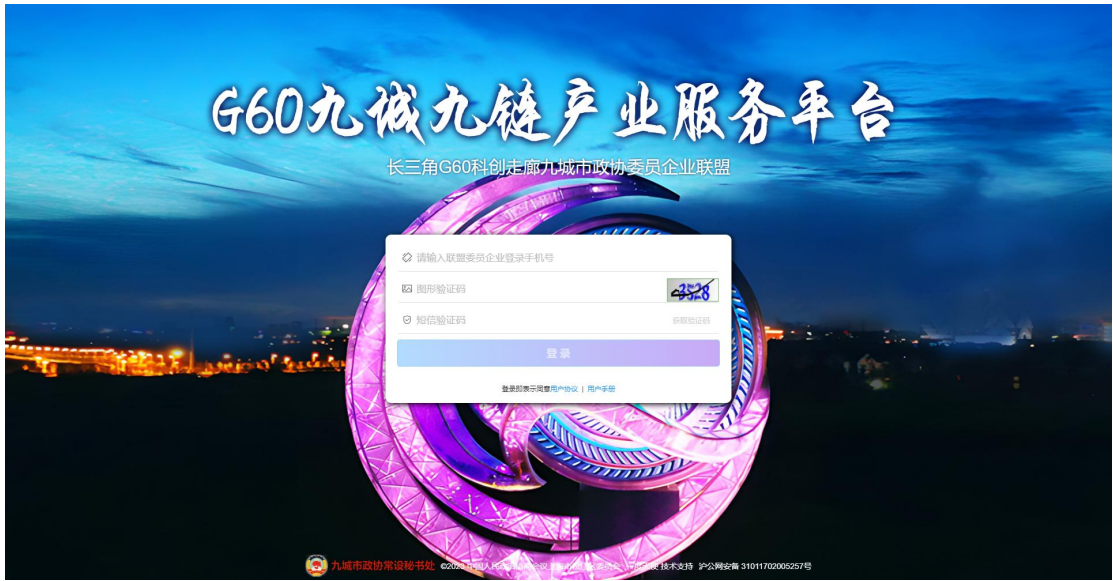 G60九城九链产业服务平台
长三角G60科创走廊九城市政协委员企业联盟
请输入联盟委员企业登录手机号
图形验证码
3528
短信验证码
获取验证码
登录
登录即表示同意用户协议 | 用户手册
九城市政协常设秘书处 技术支持 沪公网安备 31011702005257号